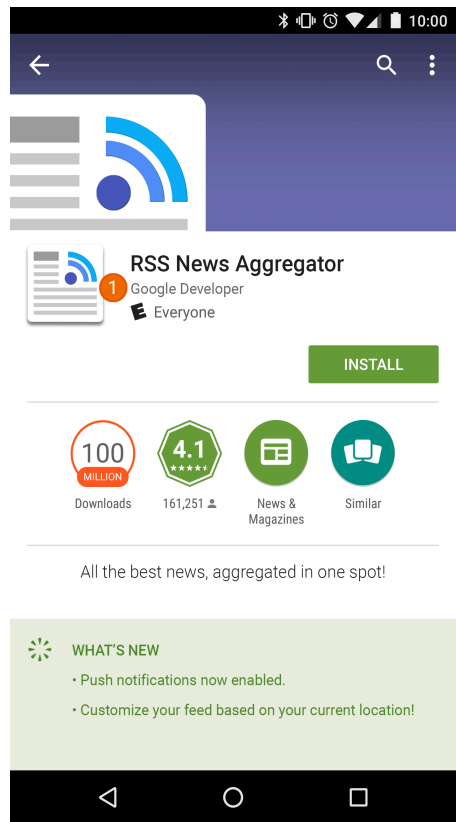 10:00
RSS News Aggregator
1
Google Developer
E Everyone
INSTALL
100
MILLION
4.1
Downloads
161,251
News &
Magazines
Similar
All the best news, aggregated in one spot!
WHAT'S NEW
• Push notifications now enabled.
• Customize your feed based on your current location!